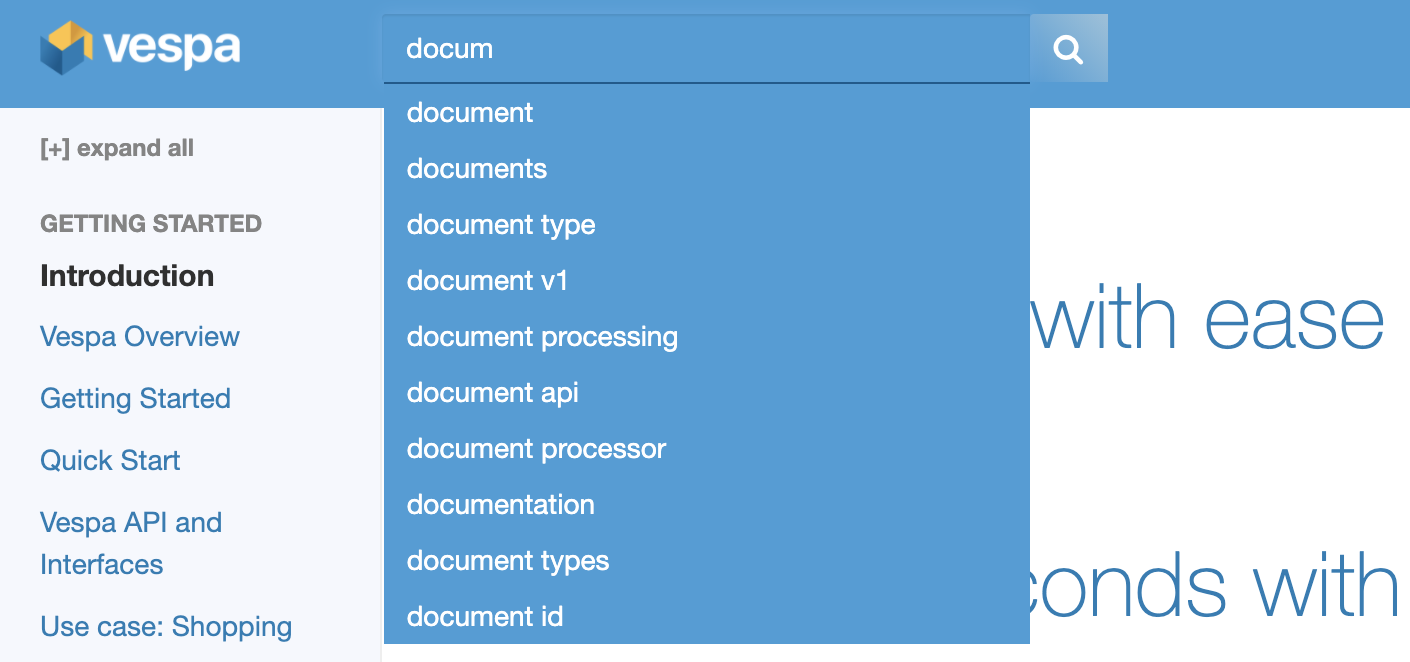 vespa
docum
document
documents
document type
document v1
document processing
document api
document processor
documentation
document types
document id
[+] expand all
GETTING STARTED
Introduction
Vespa Overview
Getting Started
Quick Start
Vespa API and
Interfaces
Use case: Shopping
with ease
conds with